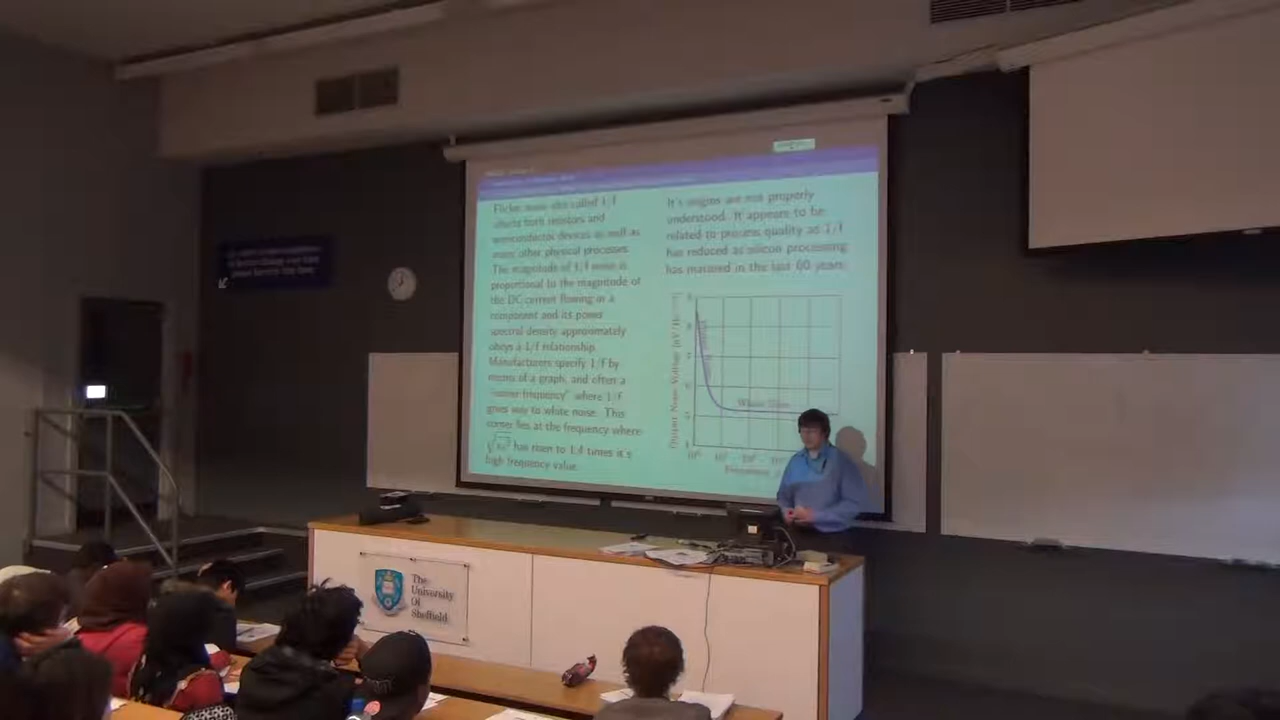 Flicker noise also called 1/f
affects both resistors and
semiconductor devices as well as
many other physical processes.
The magnitude of 1/f noise is
proportional to the magnitude of
the DC current flowing in a
component and its power
spectral density approximately
obeys a 1/f relationship.
Manufacturers specify 1/f by
means of a graph, and often a
"corner frequency" where 1/f
gives way to white noise. This
corner lies at the frequency where
has risen to 1.4 times it's
high frequency value.
It's origins are not properly
understood. It appears to be
related to process quality as 1/f
has reduced as silicon processing
has matured in the last 60 years.
Output Noise Voltage
White Noise
Frequency
The
University
Of
Sheffield